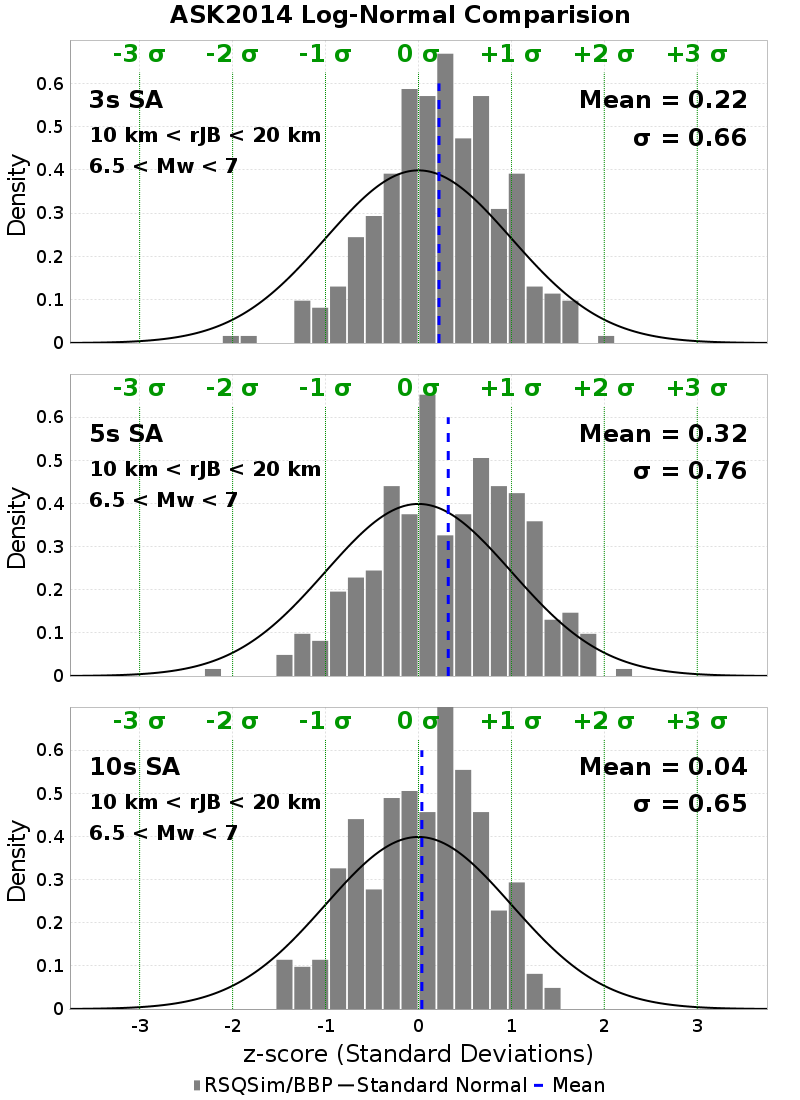 ASK2014 Log-Normal Comparision
-3 σ -2 σ -1 σ 0 σ +1 σ +2 σ +3 σ
3s SA
Mean = 0.22
10 km < rJB < 20 km
σ = 0.66
6.5 < Mw < 7
Density
0.6
0.5
0.4
0.3
0.2
0.1
0
-3 σ -2 σ -1 σ 0 σ +1 σ +2 σ +3 σ
5s SA
Mean = 0.32
10 km < rJB < 20 km
σ = 0.76
6.5 < Mw < 7
Density
0.6
0.5
0.4
0.3
0.2
0.1
0
-3 σ -2 σ -1 σ 0 σ +1 σ +2 σ +3 σ
10s SA
Mean = 0.04
10 km < rJB < 20 km
σ = 0.65
6.5 < Mw < 7
Density
0.6
0.5
0.4
0.3
0.2
0.1
0
-3 -2 -1 0 1 2 3
z-score (Standard Deviations)
RSQSim/BBP Standard Normal Mean